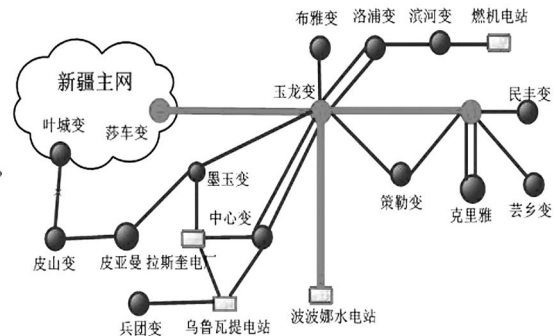 布雅变
洛浦变
滨河变
燃机电站
新疆主网
玉龙变
民丰变
叶城变
莎车变
墨玉变
策勒变
克里雅
芸乡变
中心变
皮山变
皮亚曼
拉斯奎电厂
兵团变
乌鲁瓦提电站
波波娜水电站